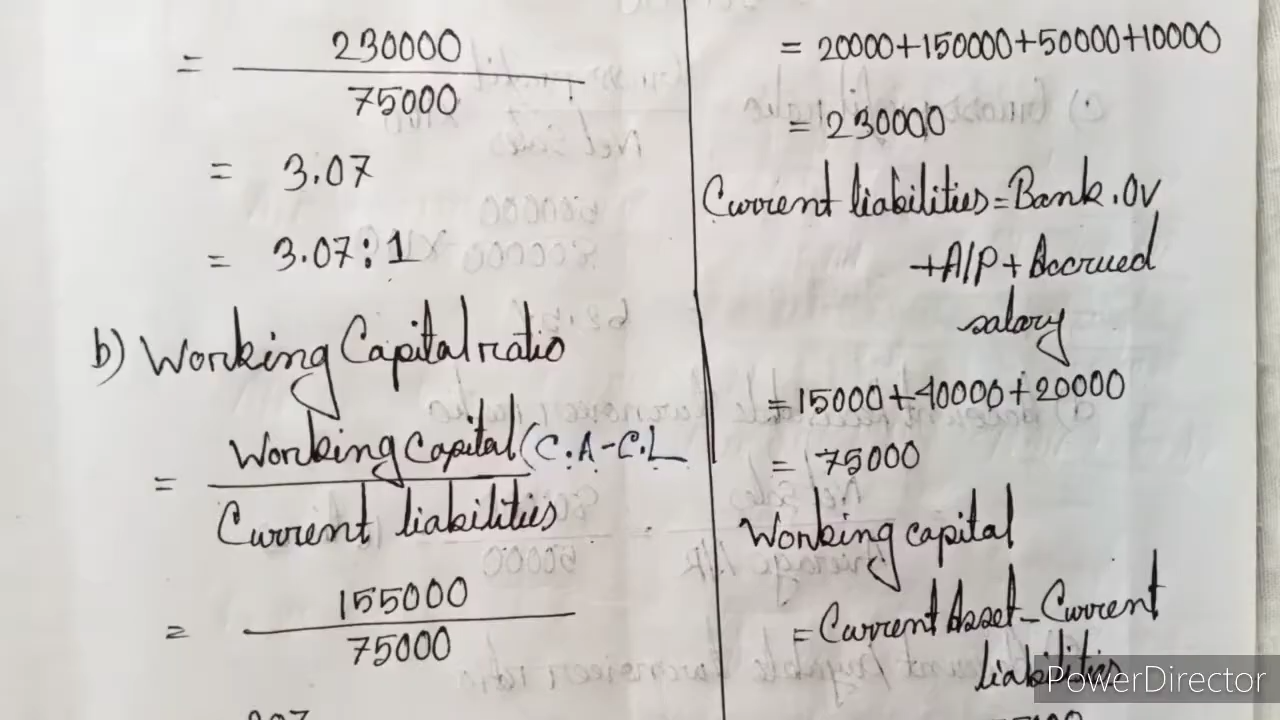 = 230000
75000
= 3.07
= 3.07:1
b) Working Capital ratio
= Working Capital (C.A-C.L
Current liabilities
= 155000
75000
= 20000+150000+50000+10000
= 230000
Current liabilities = Bank.Ov
+A/P+Accrued
salary
=15000+40000+20000
= 75000
Working capital
= Current Asset - Current
liabilities
PowerDirector